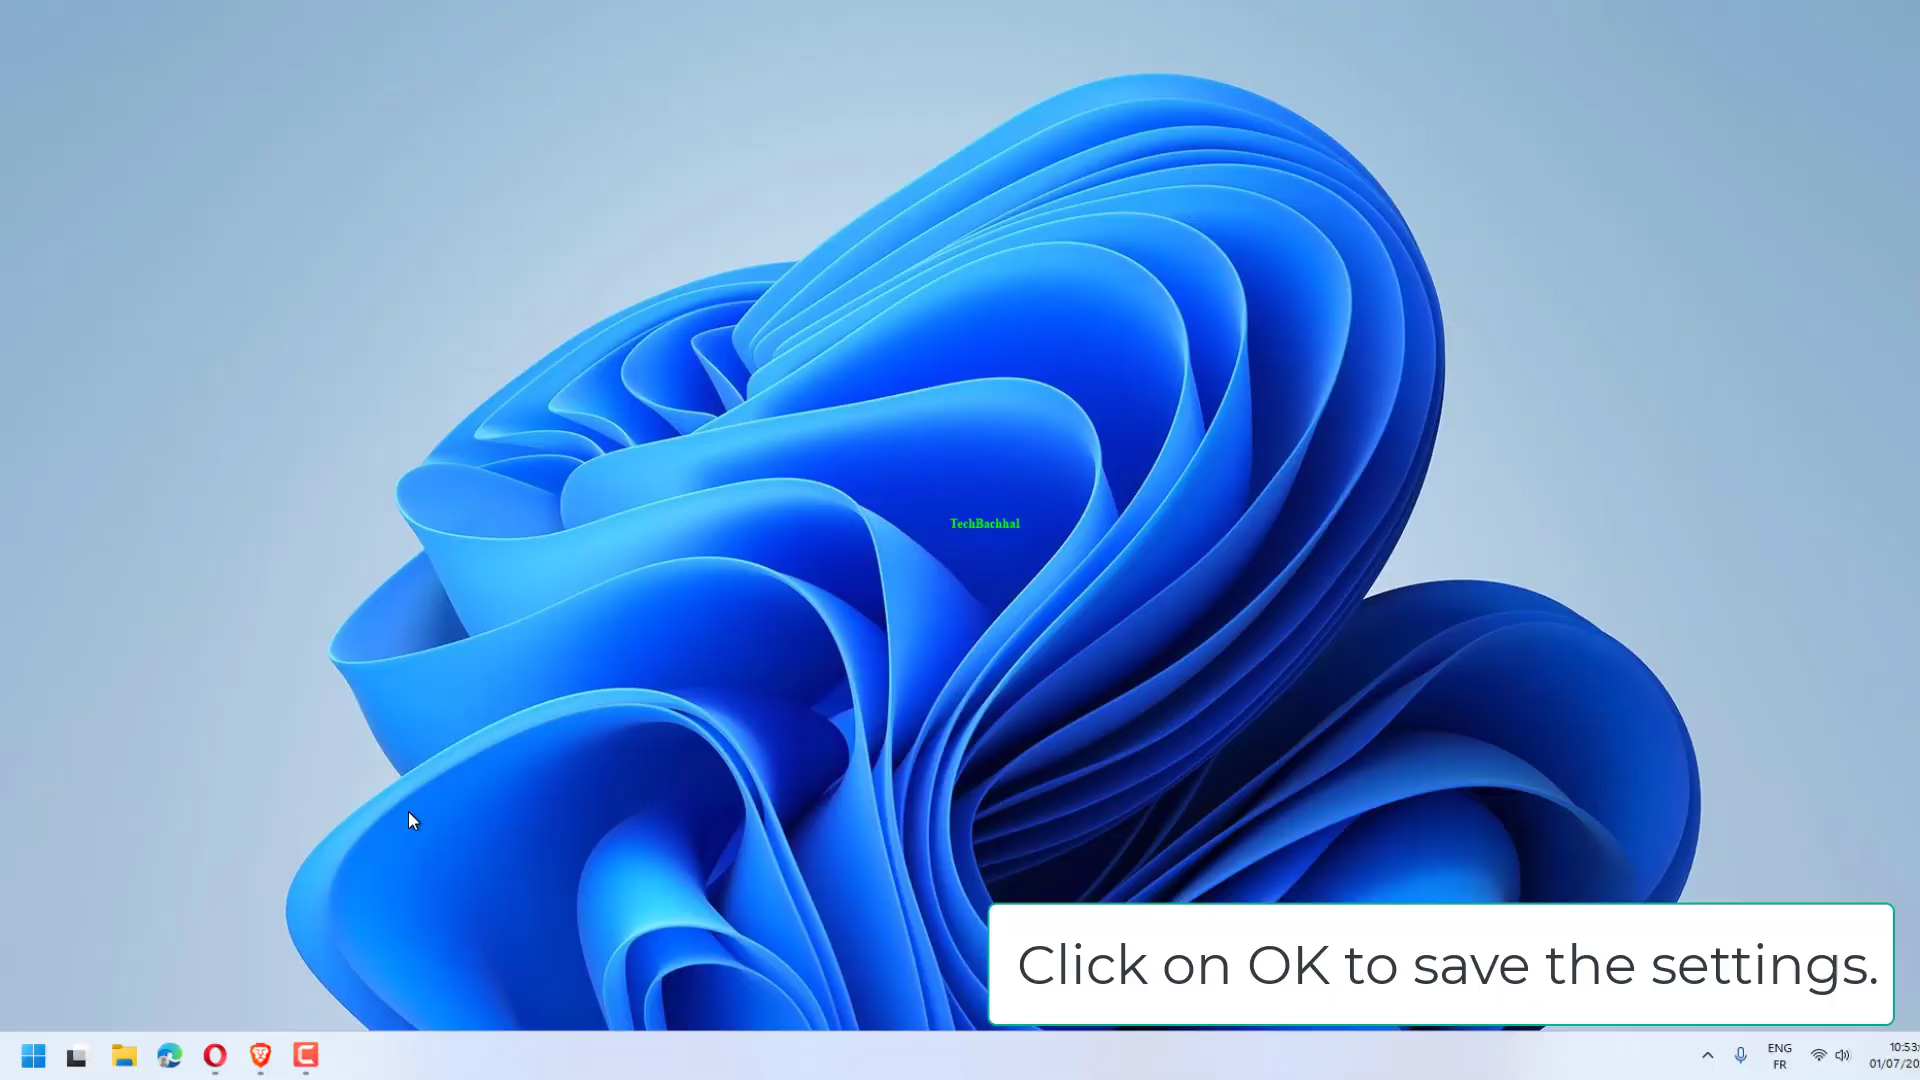 TechBachhal
Click on OK to save the settings.
ENG
FR
10:53:
01/07/20